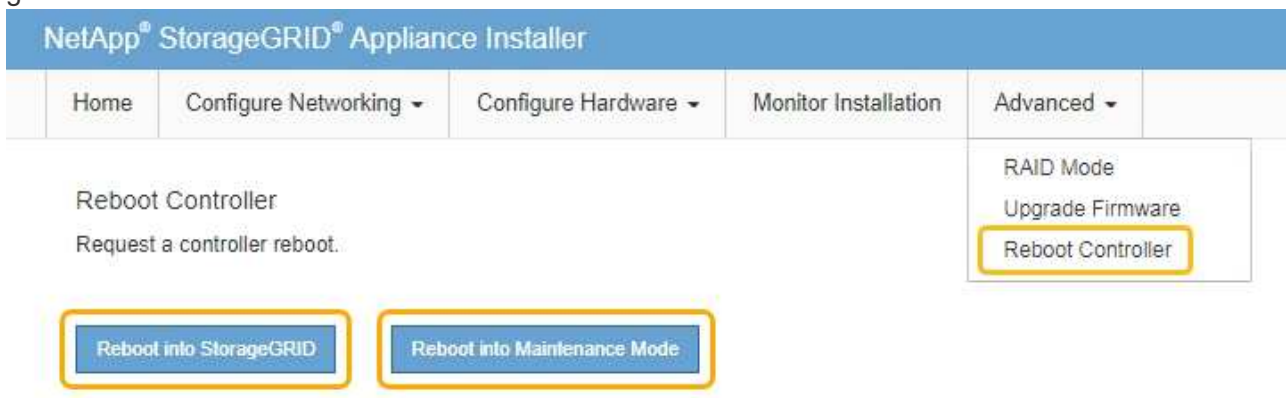 NetApp® StorageGRID® Appliance Installer
Home Configure Networking Configure Hardware Monitor Installation Advanced
RAID Mode
Upgrade Firmware
Reboot Controller
Reboot Controller
Request a controller reboot.
Reboot into StorageGRID Reboot into Maintenance Mode